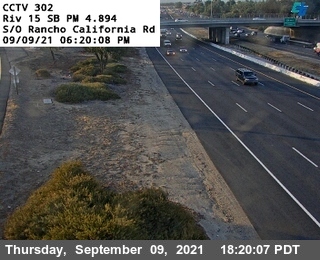 CCTV 302
Riv 15 SB PM 4.894
S/O Rancho California Rd
09/09/21 06:20:08 PM
Thursday, September 09, 2021 18:20:07 PDT